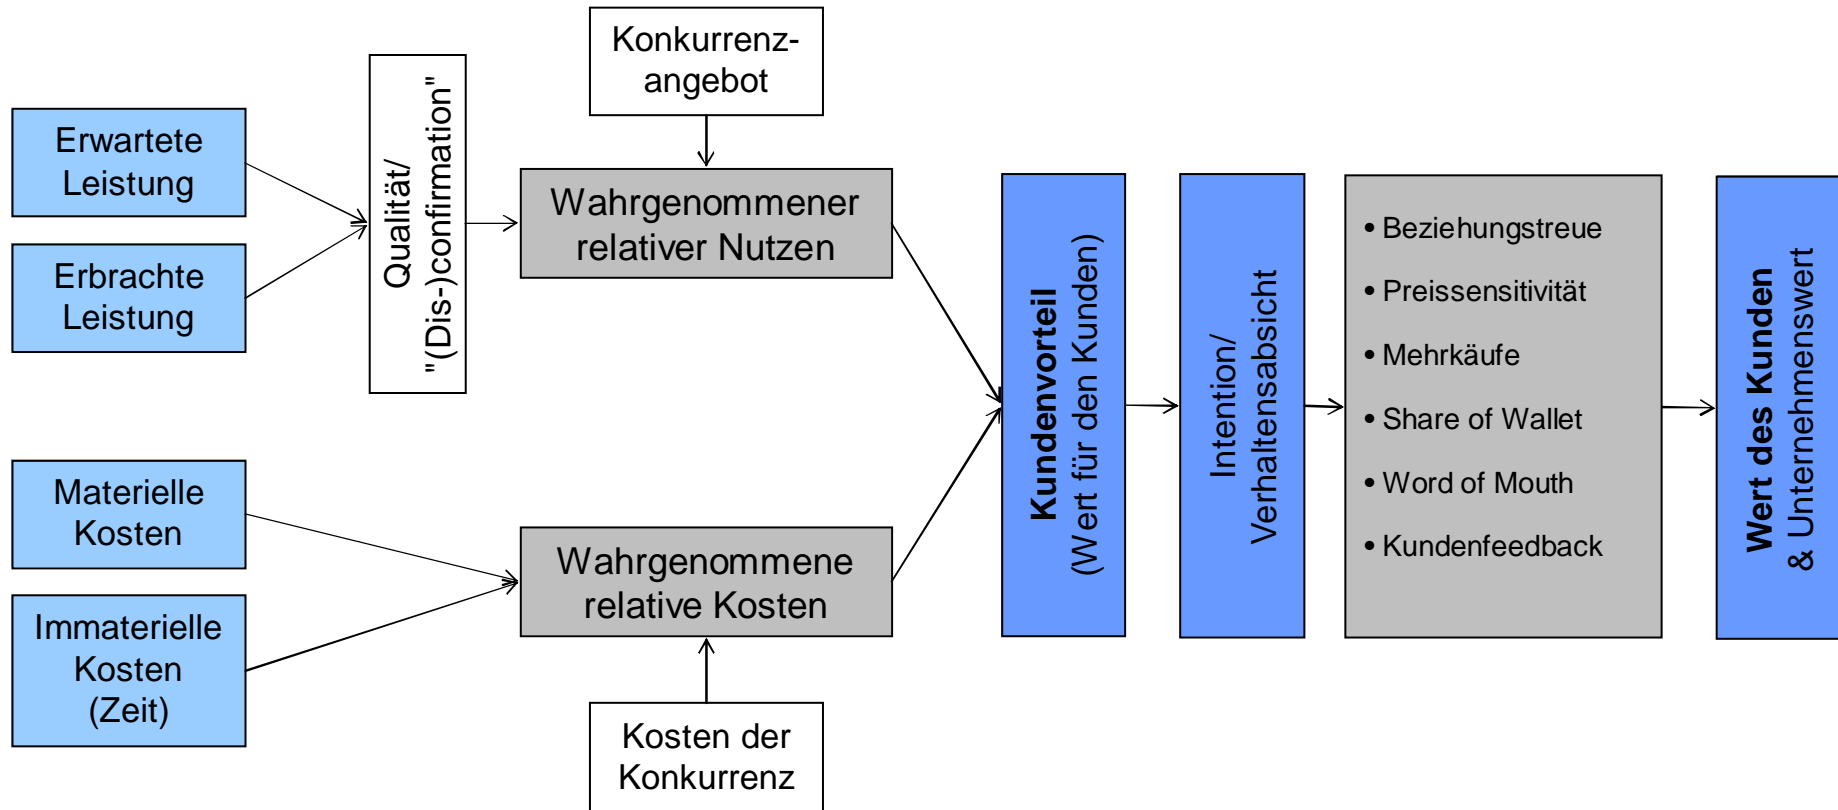 Konkurrenz-
angebot
Erwartete
Leistung
Erbrachte
Leistung
Qualität/
"(Dis-)confirmation"
Wahrgenommener
relativer Nutzen
Materielle
Kosten
Immaterielle
Kosten
(Zeit)
Wahrgenommene
relative Kosten
Kosten der
Konkurrenz
Kundenvorteil
(Wert für den Kunden)
Intention/
Verhaltensabsicht
• Beziehungstreue
• Preissensitivität
• Mehrkäufe
• Share of Wallet
• Word of Mouth
• Kundenfeedback
Wert des Kunden
& Unternehmenswert